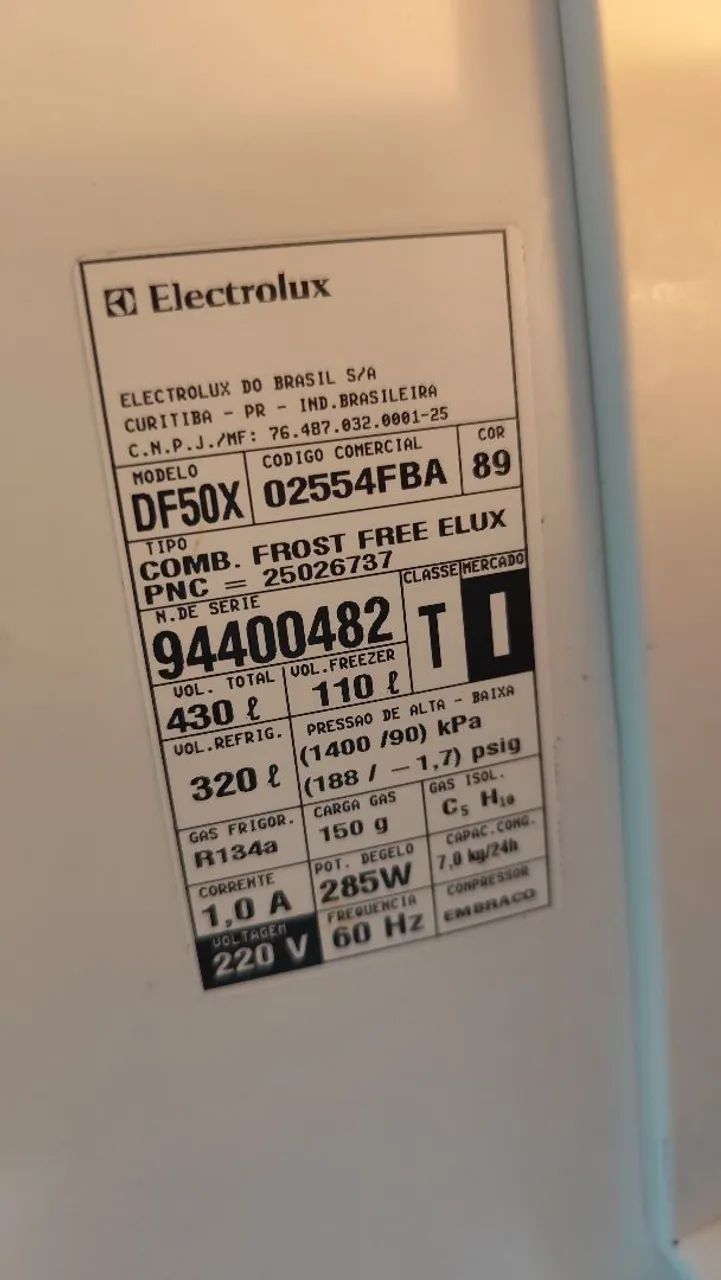 Electrolux
ELECTROLUX DO BRASIL S/A
CURITIBA - PR - IND.BRASILEIRA
C.N.P.J./MF: 76.487.032.0001-25
MODELO
DF50X
CODIGO COMERCIAL
02554FBA
COR
89
TIPO
COMB. FROST FREE ELUX
PNC = 25026737
N.DE SERIE
94400482
CLASSE
T
MERCADO
I
VOL. TOTAL
430 ℓ
VOL.FREEZER
110 ℓ
VOL.REFRIG.
320 ℓ
PRESSAO DE ALTA - BAIXA
(1400 /90) kPa
(188 / -1,7) psig
GAS FRIGOR.
R134a
CARGA GAS
150 g
GAS ISOL.
C₅ H₁₀
CORRENTE
1,0 A
POT. DEGELO
285W
CAPAC.CONG.
7,0 kg/24h
VOLTAGEM
220 V
FREQUENCIA
60 Hz
COMPRESSOR
EMBRACO